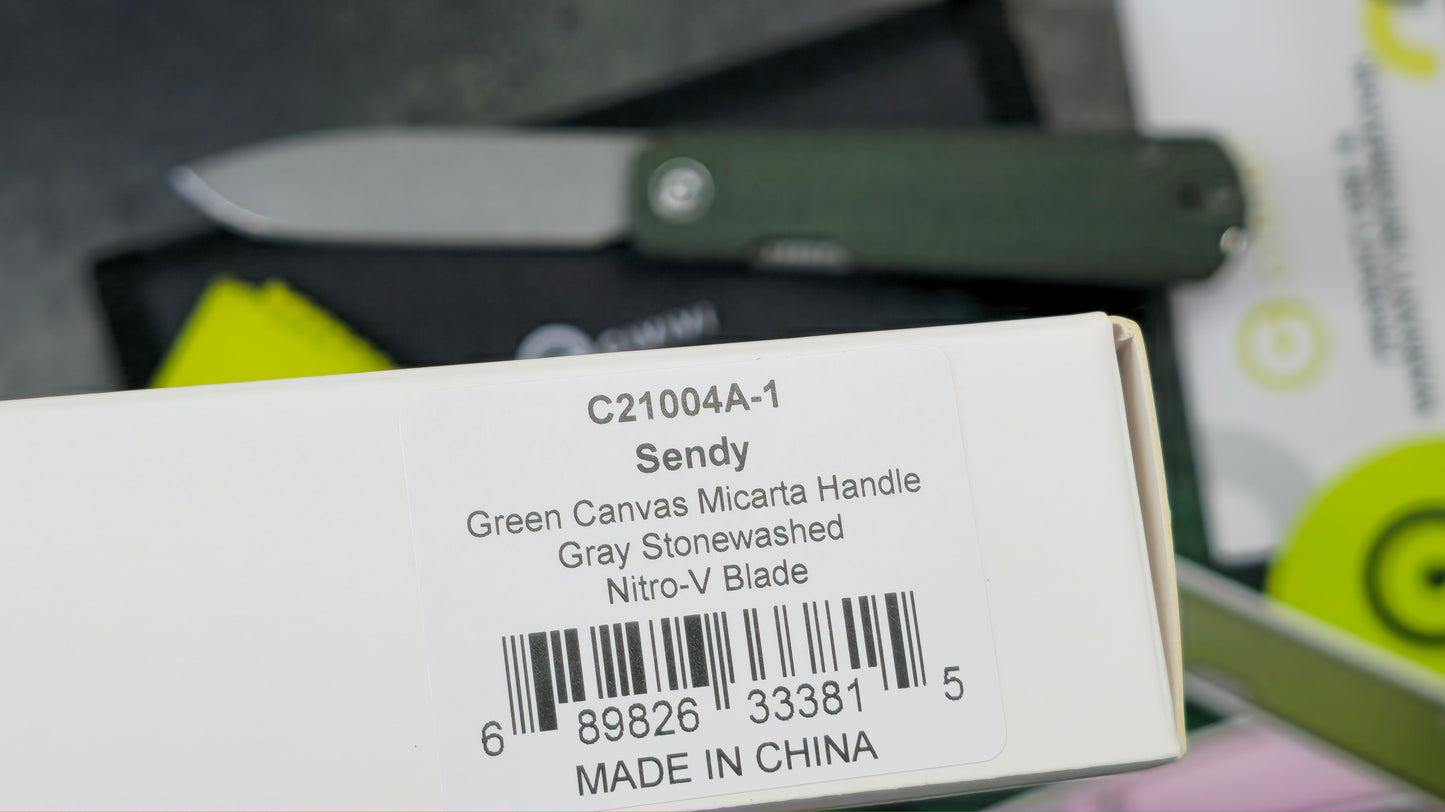 C21004A-1
Sendy
Green Canvas Micarta Handle
Gray Stonewashed
Nitro-V Blade
6 89826 33381 5
MADE IN CHINA